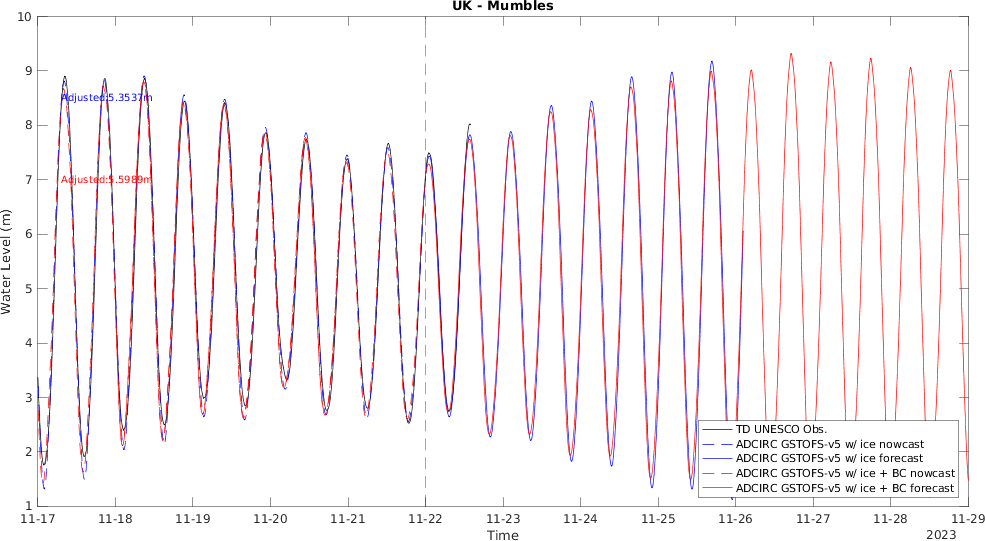 UK - Mumbles
10
9
8
7
6
5
4
3
2
1
Water Level (m)
Adjusted:5.3537m
Adjusted:5.5989m
TD UNESCO Obs.
ADCIRC GSTOFS-v5 w/ ice nowcast
ADCIRC GSTOFS-v5 w/ ice forecast
ADCIRC GSTOFS-v5 w/ ice + BC nowcast
ADCIRC GSTOFS-v5 w/ ice + BC forecast
11-17 11-18 11-19 11-20 11-21 11-22 11-23 11-24 11-25 11-26 11-27 11-28 11-29
Time
2023